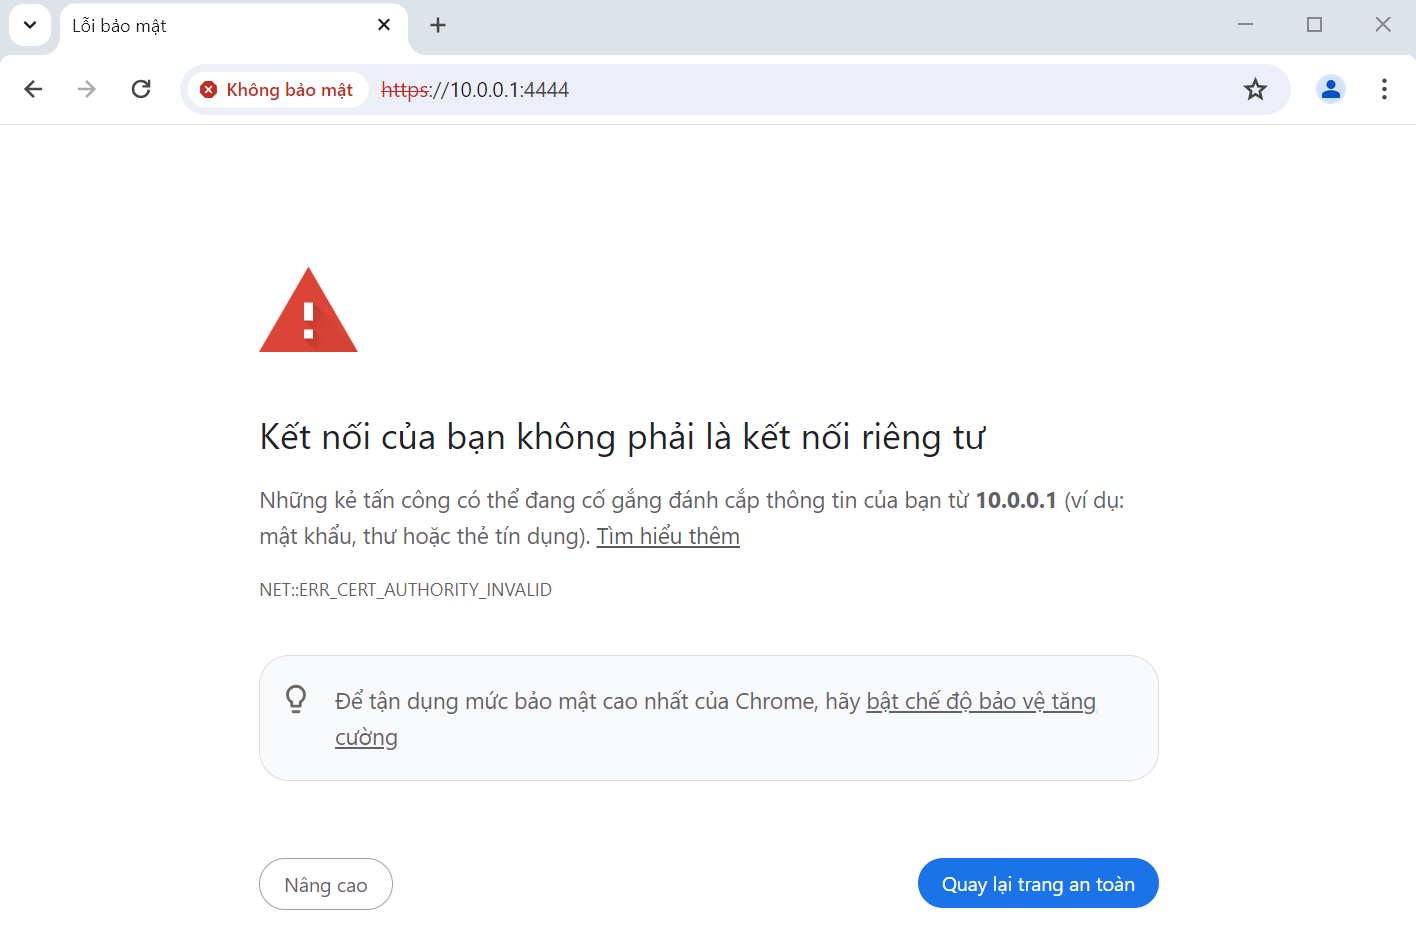 Lỗi bảo mật
Không bảo mật https://10.0.0.1:4444
Kết nối của bạn không phải là kết nối riêng tư
Những kẻ tấn công có thể đang cố gắng đánh cắp thông tin của bạn từ 10.0.0.1 (ví dụ:
mật khẩu, thư hoặc thẻ tín dụng). Tìm hiểu thêm
NET::ERR_CERT_AUTHORITY_INVALID
Để tận dụng mức bảo mật cao nhất của Chrome, hãy bật chế độ bảo vệ tăng
cường
Nâng cao
Quay lại trang an toàn